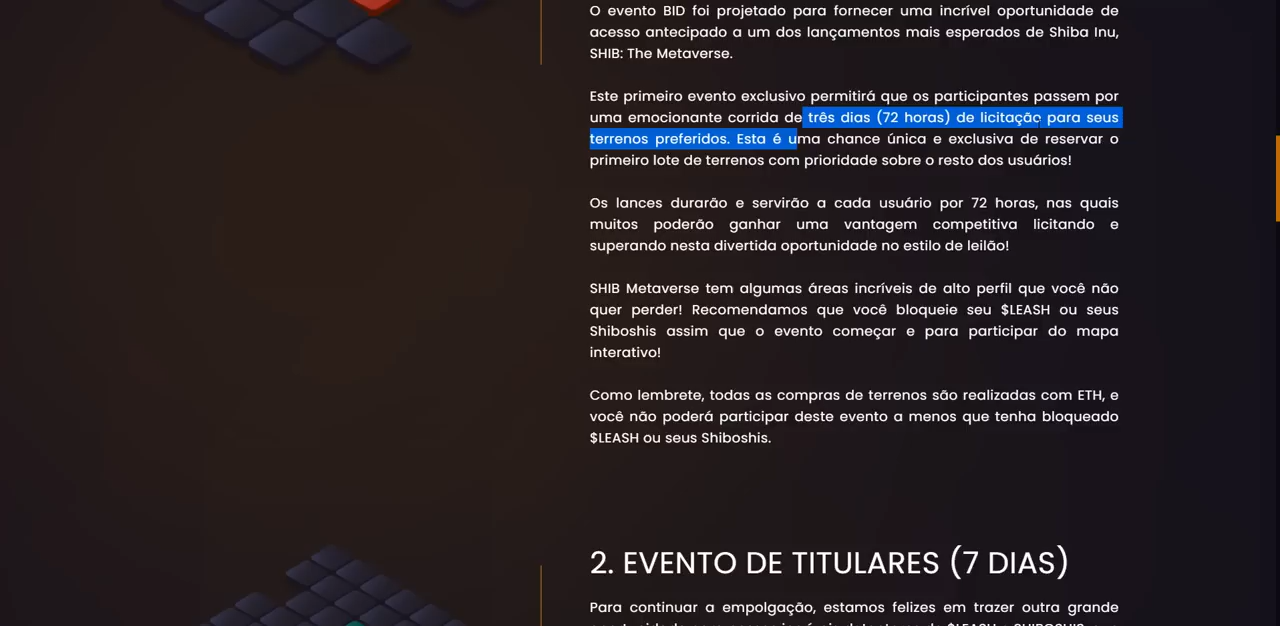 O evento BID foi projetado para fornecer uma incrível oportunidade de
acesso antecipado a um dos lançamentos mais esperados de Shiba Inu,
SHIB: The Metaverse.
Este primeiro evento exclusivo permitirá que os participantes passem por
uma emocionante corrida de três dias (72 horas) de licitação para seus
terrenos preferidos. Esta é uma chance única e exclusiva de reservar o
primeiro lote de terrenos com prioridade sobre o resto dos usuários!
Os lances durarão e servirão a cada usuário por 72 horas, nas quais
muitos poderão ganhar uma vantagem competitiva licitando e
superando nesta divertida oportunidade no estilo de leilão!
SHIB Metaverse tem algumas áreas incríveis de alto perfil que você não
quer perder! Recomendamos que você bloqueie seu $LEASH ou seus
Shiboshis assim que o evento começar e para participar do mapa
interativo!
Como lembrete, todas as compras de terrenos são realizadas com ETH, e
você não poderá participar deste evento a menos que tenha bloqueado
$LEASH ou seus Shiboshis.
2. EVENTO DE TITULARES (7 DIAS)
Para continuar a empolgação, estamos felizes em trazer outra grande